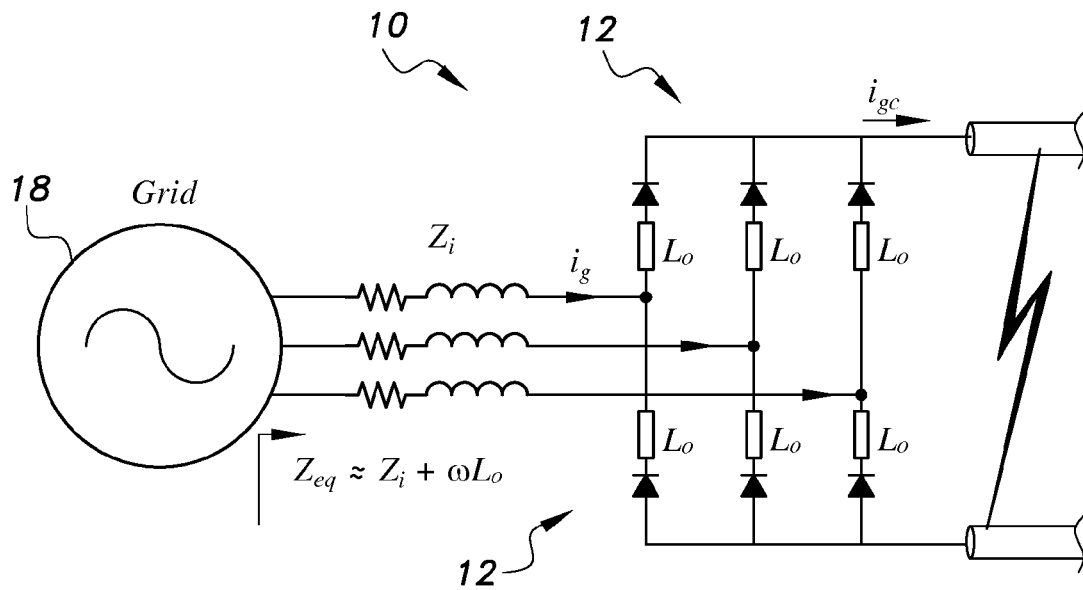 10
12
i_gc
18
Grid
Z_i
i_g
L_o
L_o
L_o
L_o
L_o
L_o
Z_eq ≈ Z_i + ωL_o
12